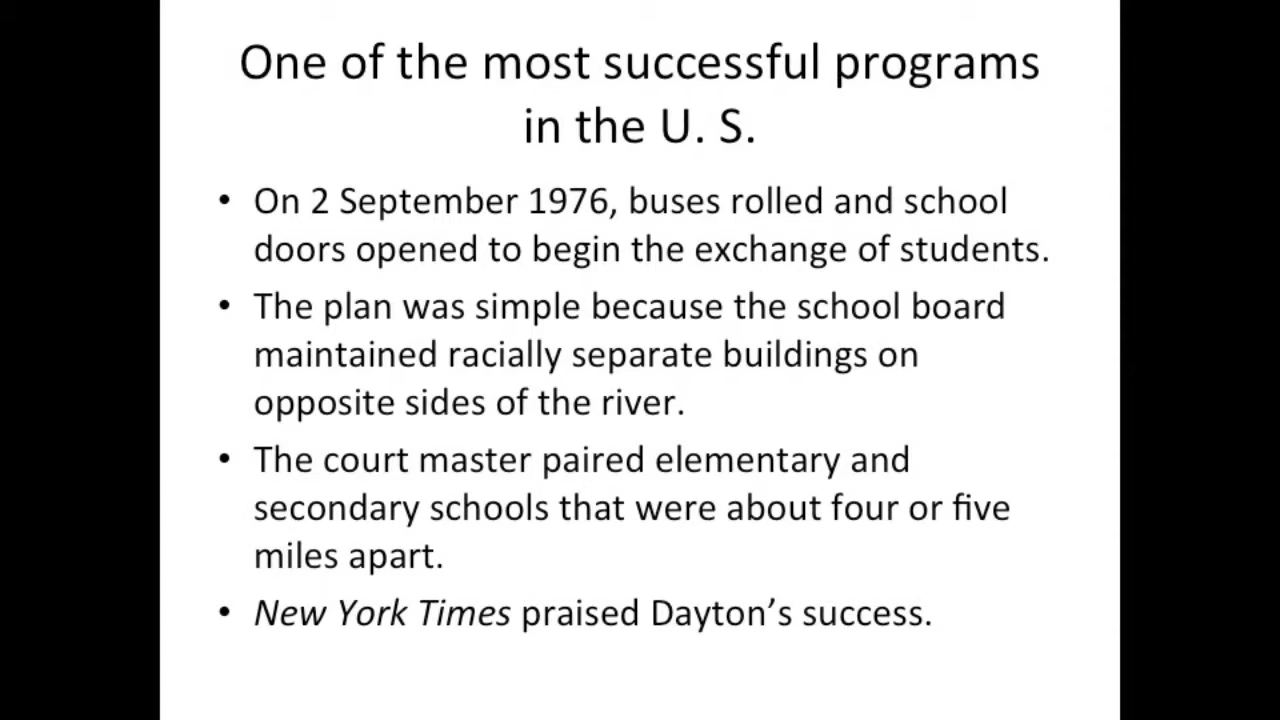 One of the most successful programs
in the U. S.
• On 2 September 1976, buses rolled and school
doors opened to begin the exchange of students.
• The plan was simple because the school board
maintained racially separate buildings on
opposite sides of the river.
• The court master paired elementary and
secondary schools that were about four or five
miles apart.
• New York Times praised Dayton’s success.